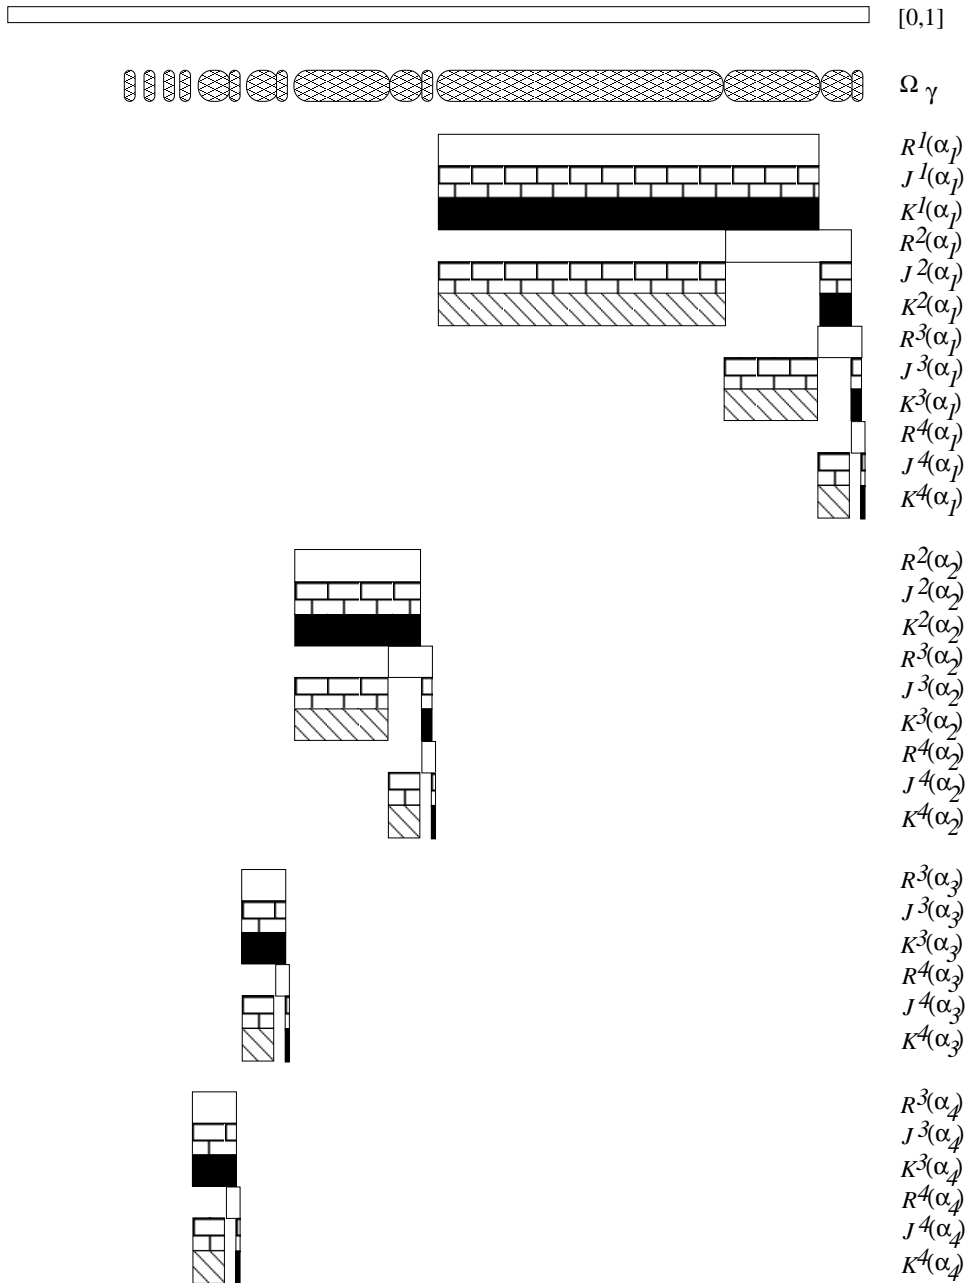 [0,1]
Ω γ
R¹(α₁)
J¹(α₁)
K¹(α₁)
R²(α₁)
J²(α₁)
K²(α₁)
R³(α₁)
J³(α₁)
K³(α₁)
R⁴(α₁)
J⁴(α₁)
K⁴(α₁)
R²(α₂)
J²(α₂)
K²(α₂)
R³(α₂)
J³(α₂)
K³(α₂)
R⁴(α₂)
J⁴(α₂)
K⁴(α₂)
R³(α₃)
J³(α₃)
K³(α₃)
R⁴(α₃)
J⁴(α₃)
K⁴(α₃)
R³(α₄)
J³(α₄)
K³(α₄)
R⁴(α₄)
J⁴(α₄)
K⁴(α₄)